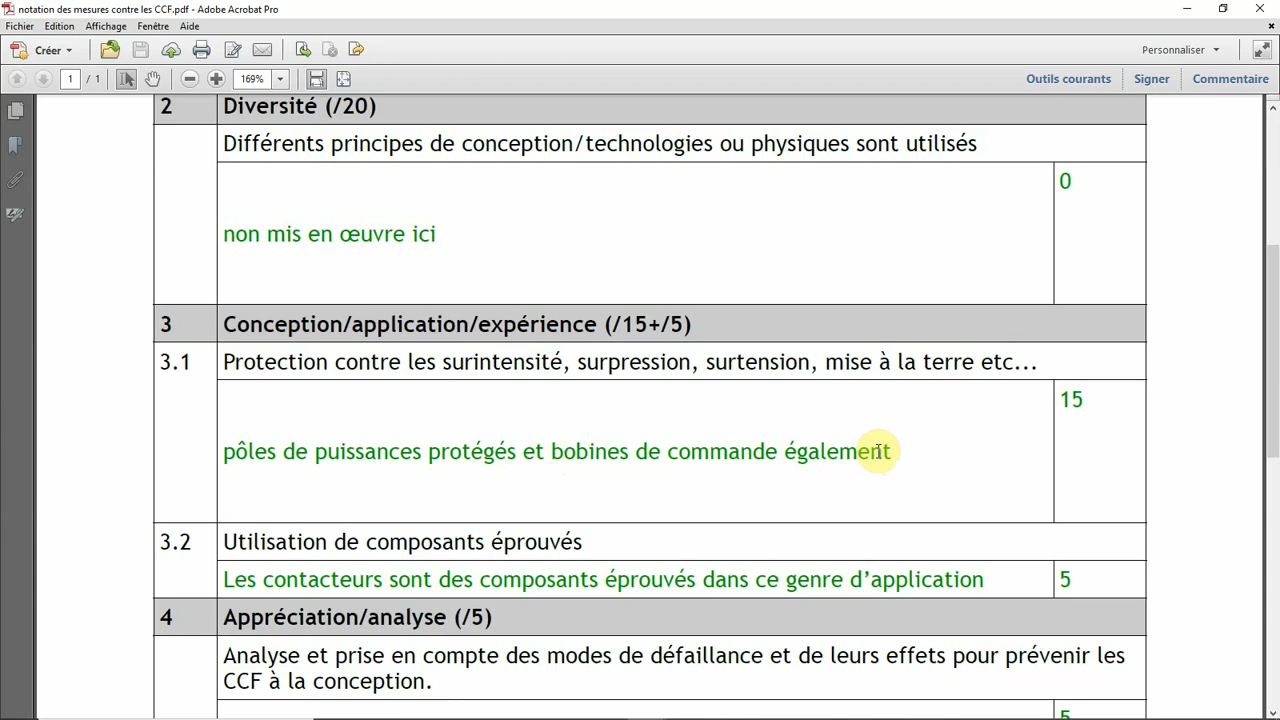 notation des mesures contre les CCF.pdf - Adobe Acrobat Pro
Fichier Edition Affichage Fenêtre Aide
Créer Personnaliser
1 / 1 169% Outils courants Signer Commentaire
2 Diversité (/20)
Différents principes de conception/technologies ou physiques sont utilisés
0
non mis en œuvre ici
3 Conception/application/expérience (/15+/5)
3.1 Protection contre les surintensité, surpression, surtension, mise à la terre etc...
15
pôles de puissances protégés et bobines de commande également
3.2 Utilisation de composants éprouvés
Les contacteurs sont des composants éprouvés dans ce genre d’application 5
4 Appréciation/analyse (/5)
Analyse et prise en compte des modes de défaillance et de leurs effets pour prévenir les
CCF à la conception.
5